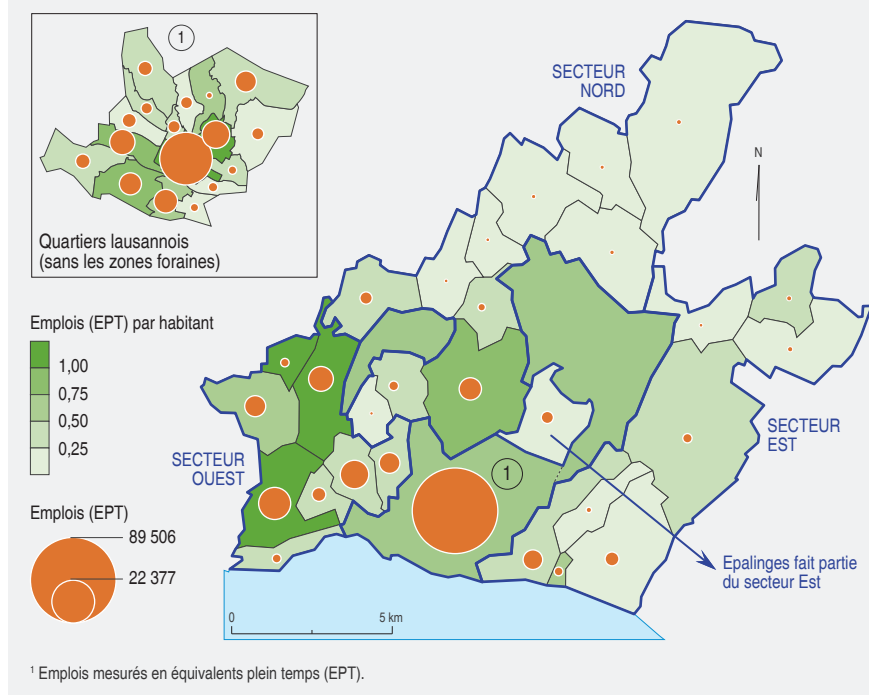 1
Quartiers lausannois
(sans les zones foraines)
SECTEUR
NORD
N
Emplois (EPT) par habitant
1,00
0,75
0,50
0,25
SECTEUR
OUEST
SECTEUR
EST
1
Emplois (EPT)
89 506
22 377
Epalinges fait partie
du secteur Est
0 5 km
¹ Emplois mesurés en équivalents plein temps (EPT).